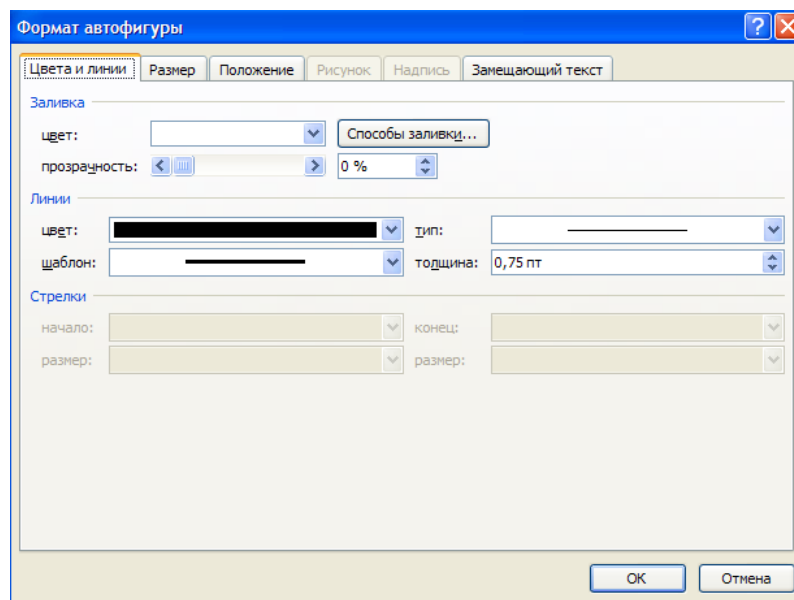 Формат автофигуры
Цвета и линии Размер Положение Рисунок Надпись Замещающий текст
Заливка
цвет: Способы заливки...
прозрачность: 0 %
Линии
цвет: тип:
шаблон: толщина: 0,75 пт
Стрелки
начало: конец:
размер: размер:
ОК Отмена